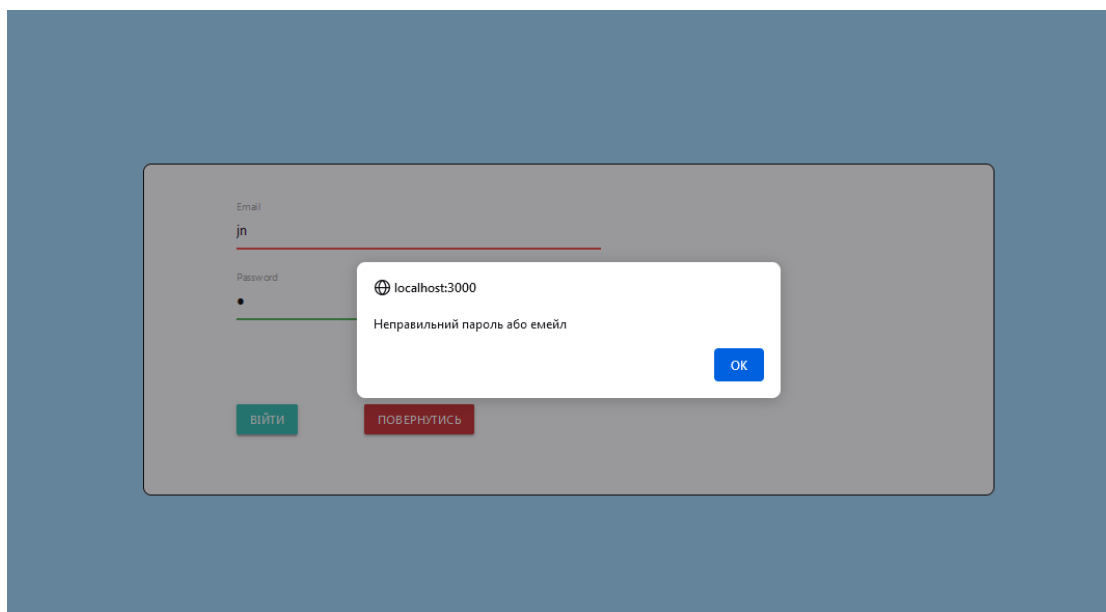 Email
jn
Password
localhost:3000
Неправильний пароль або емейл
OK
ВІЙТИ
ПОВЕРНУТИСЬ